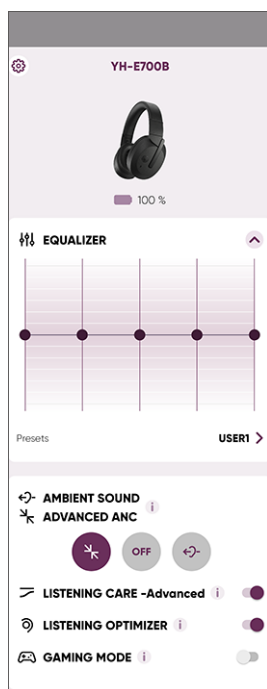 YH-E700B
100 %
EQUALIZER
Presets USER1
AMBIENT SOUND
i
ADVANCED ANC
OFF
LISTENING CARE -Advanced i
LISTENING OPTIMIZER i
GAMING MODE i